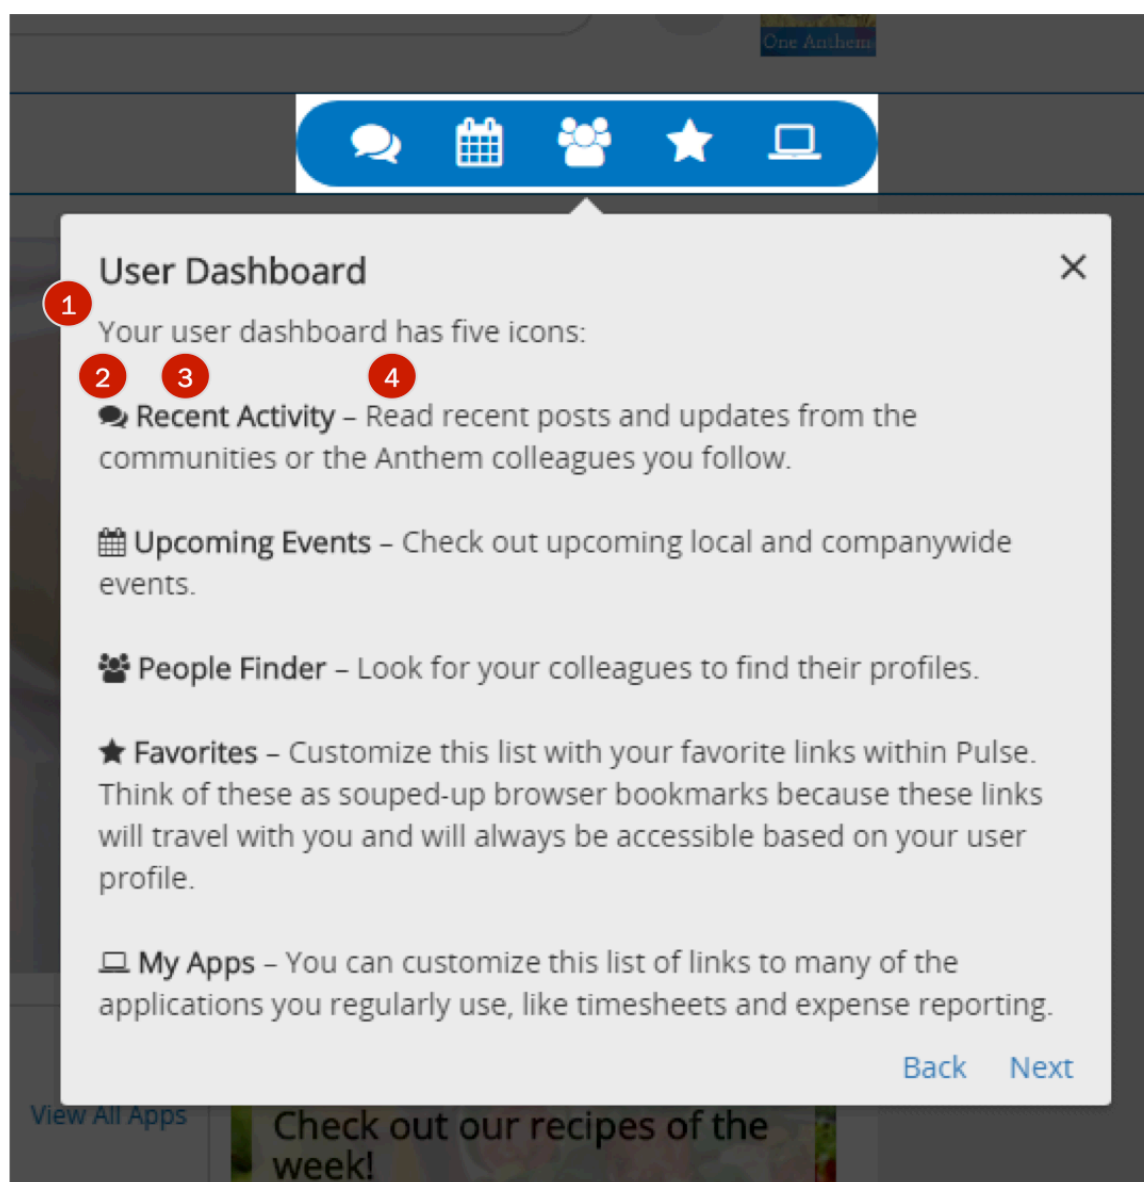 One Anthem
User Dashboard
1
Your user dashboard has five icons:
2 3 4
Recent Activity – Read recent posts and updates from the
communities or the Anthem colleagues you follow.
Upcoming Events – Check out upcoming local and companywide
events.
People Finder – Look for your colleagues to find their profiles.
Favorites – Customize this list with your favorite links within Pulse.
Think of these as souped-up browser bookmarks because these links
will travel with you and will always be accessible based on your user
profile.
My Apps – You can customize this list of links to many of the
applications you regularly use, like timesheets and expense reporting.
Back Next
View All Apps
Check out our recipes of the
week!